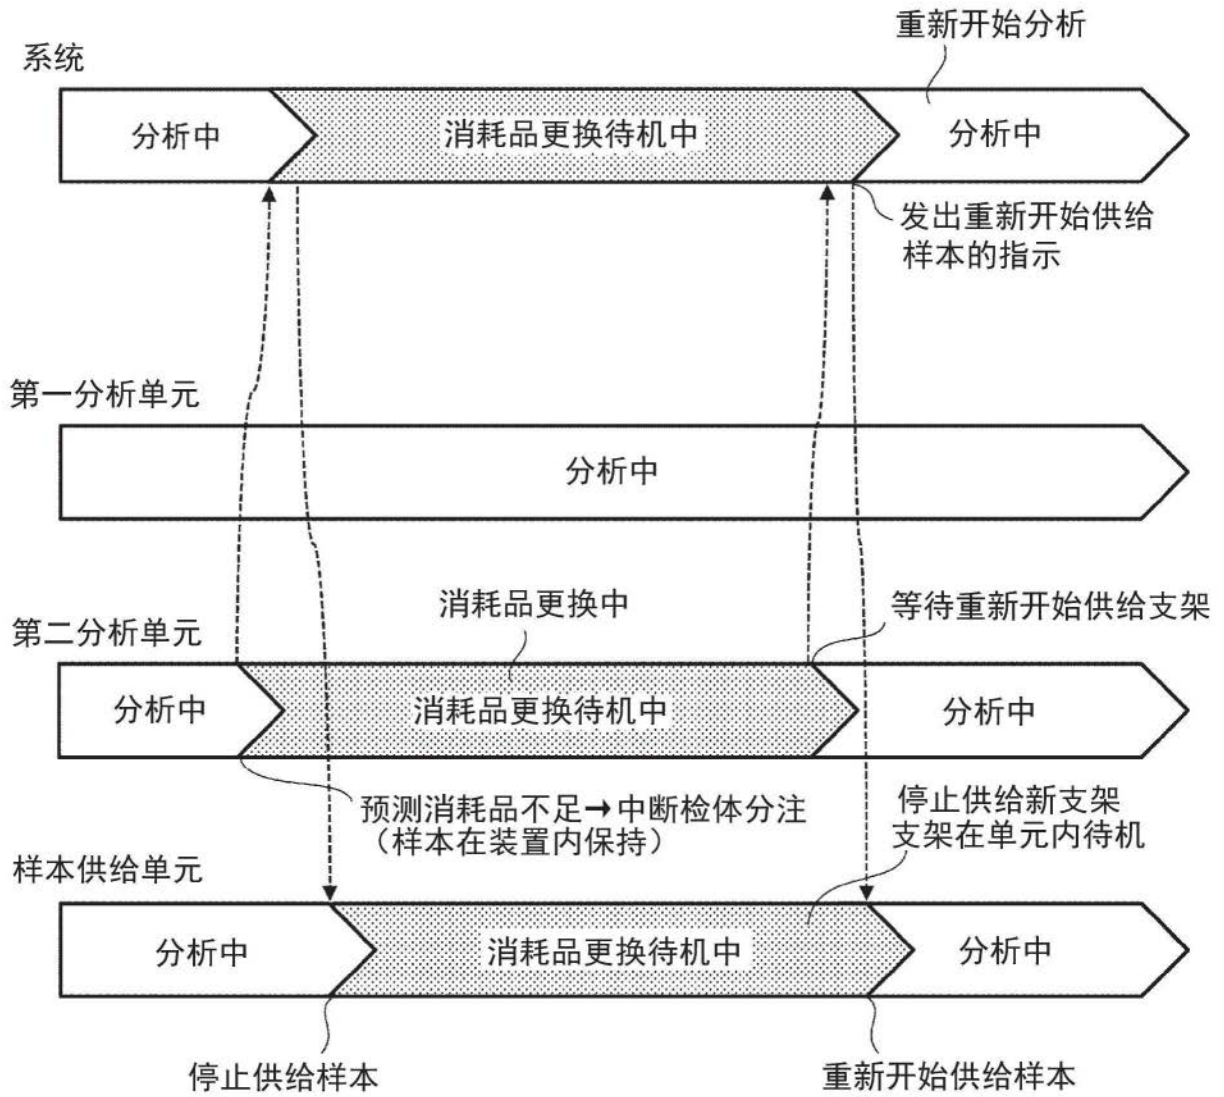 重新开始分析
系统
分析中
消耗品更换待机中
分析中
发出重新开始供给
样本的指示
第一分析单元
分析中
消耗品更换中
等待重新开始供给支架
第二分析单元
分析中
消耗品更换待机中
分析中
预测消耗品不足→中断检体分注
（样本在装置内保持）
停止供给新支架
支架在单元内待机
样本供给单元
分析中
消耗品更换待机中
分析中
停止供给样本
重新开始供给样本